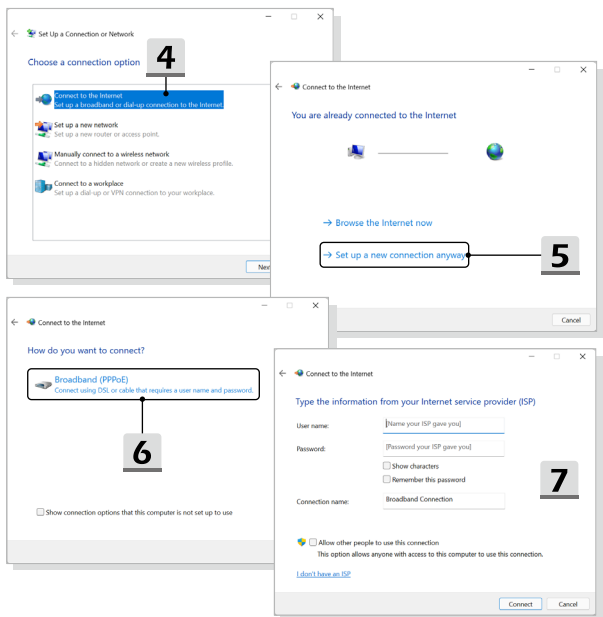 Set Up a Connection or Network
Choose a connection option
4
Connect to the Internet
Set up a broadband or dial-up connection to the Internet.
Set up a new network
Set up a new router or access point.
Manually connect to a wireless network
Connect to a hidden network or create a new wireless profile.
Connect to a workplace
Set up a dial-up or VPN connection to your workplace.
Connect to the Internet
You are already connected to the Internet
→ Browse the Internet now
→ Set up a new connection anyway
5
Cancel
Connect to the Internet
How do you want to connect?
Broadband (PPPoE)
Connect using DSL or cable that requires a user name and password.
6
Show connection options that this computer is not set up to use
Connect to the Internet
Type the information from your Internet service provider (ISP)
User name:
[Name your ISP gave you]
Password:
[Password your ISP gave you]
Show characters
Remember this password
7
Connection name:
Broadband Connection
Allow other people to use this connection
This option allows anyone with access to this computer to use this connection.
I don't have an ISP
Connect
Cancel